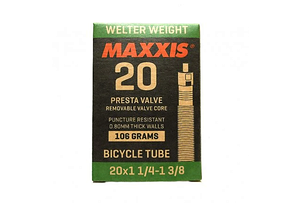 WELTER WEIGHT
MAXXIS
20
PRESTA VALVE
REMOVABLE VALVE CORE
PUNCTURE RESISTANT
0.80MM THICK WALLS
106 GRAMS
BICYCLE TUBE
20x1 1/4-1 3/8